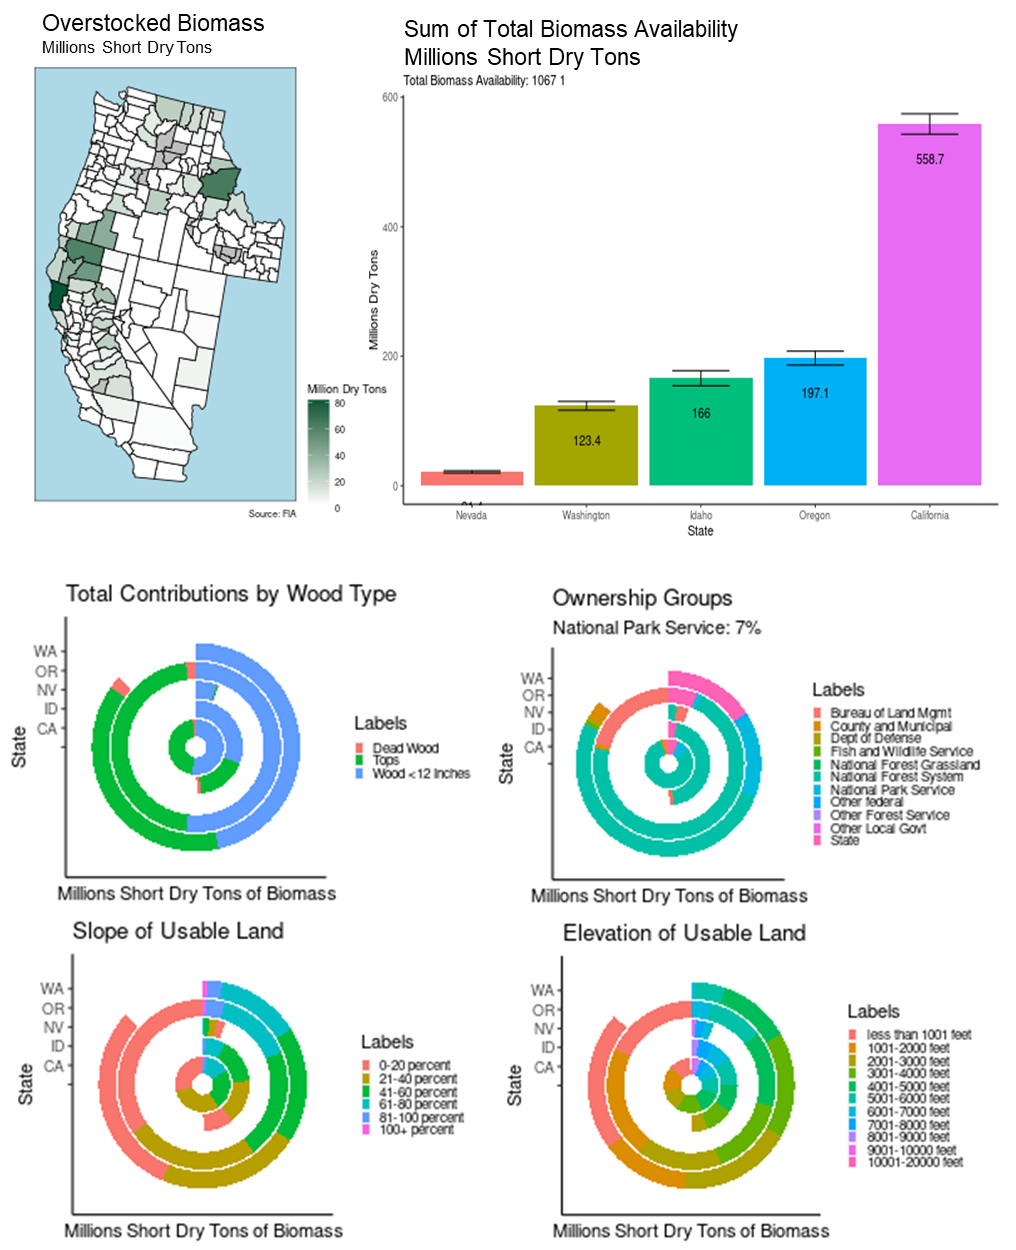 Overstocked Biomass
Millions Short Dry Tons
Million Dry Tons
80
60
40
20
0
Source: FIA
Sum of Total Biomass Availability
Millions Short Dry Tons
Total Biomass Availability: 1067 1
Millions Dry Tons
600
400
200
0
123.4
166
197.1
558.7
Nevada
Washington
Idaho
Oregon
California
State
Total Contributions by Wood Type
State
WA
OR
NV
ID
CA
Labels
Dead Wood
Tops
Wood <12 Inches
Millions Short Dry Tons of Biomass
Ownership Groups
National Park Service: 7%
State
WA
OR
NV
ID
CA
Labels
Bureau of Land Mgmt
County and Municipal
Dept of Defense
Fish and Wildlife Service
National Forest Grassland
National Forest System
National Park Service
Other federal
Other Forest Service
Other Local Govt
State
Millions Short Dry Tons of Biomass
Slope of Usable Land
State
WA
OR
NV
ID
CA
Labels
0-20 percent
21-40 percent
41-60 percent
61-80 percent
81-100 percent
100+ percent
Millions Short Dry Tons of Biomass
Elevation of Usable Land
State
WA
OR
NV
ID
CA
Labels
less than 1001 feet
1001-2000 feet
2001-3000 feet
3001-4000 feet
4001-5000 feet
5001-6000 feet
6001-7000 feet
7001-8000 feet
8001-9000 feet
9001-10000 feet
10001-20000 feet
Millions Short Dry Tons of Biomass